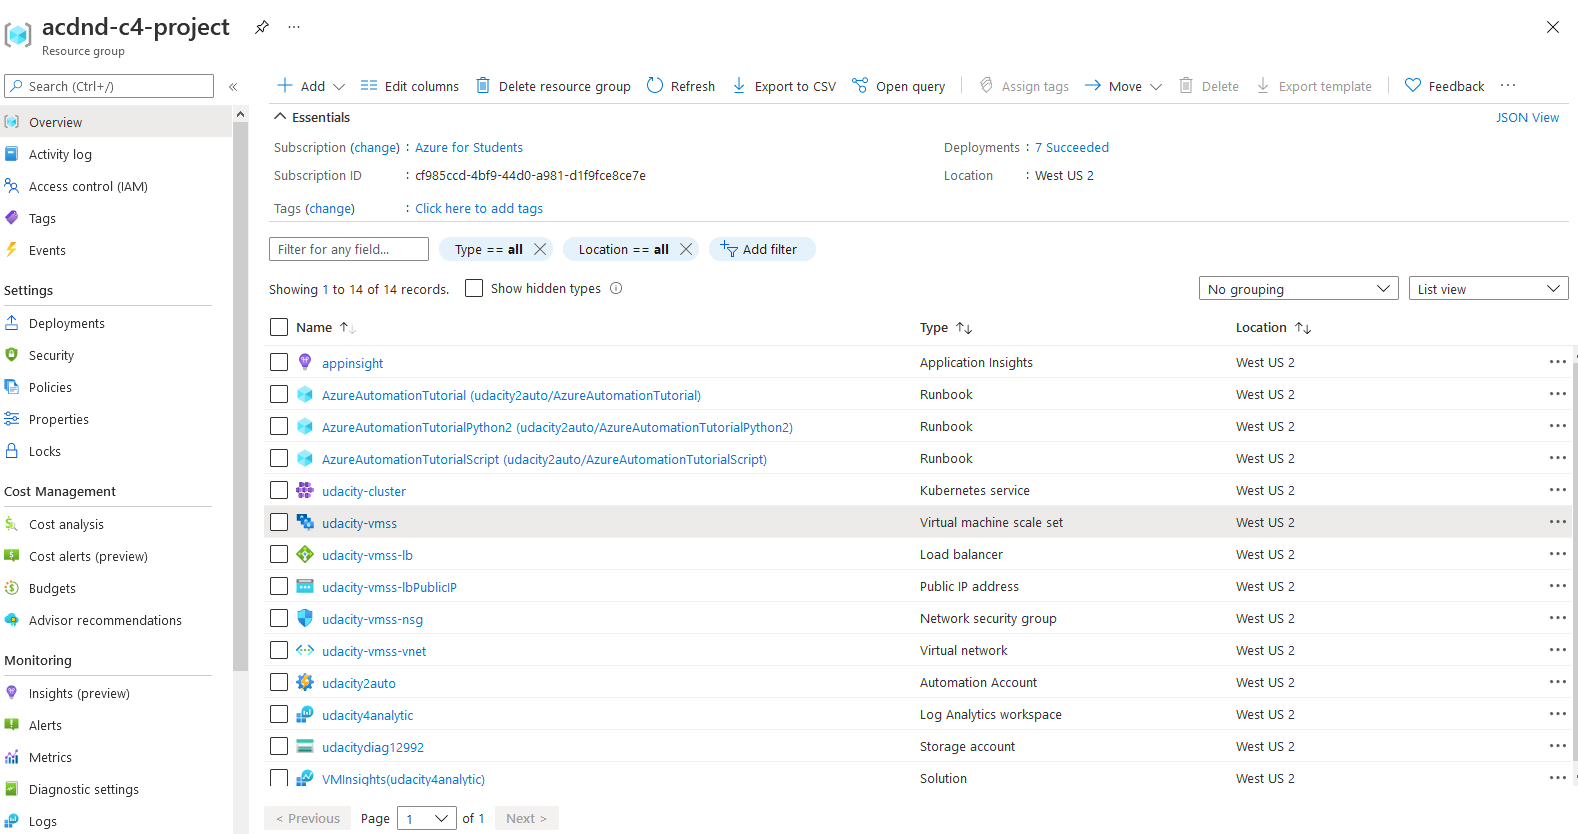 acdnd-c4-project
Resource group
Search (Ctrl+/)
Overview
Activity log
Access control (IAM)
Tags
Events
Settings
Deployments
Security
Policies
Properties
Locks
Cost Management
Cost analysis
Cost alerts (preview)
Budgets
Advisor recommendations
Monitoring
Insights (preview)
Alerts
Metrics
Diagnostic settings
Logs
Add Edit columns Delete resource group Refresh Export to CSV Open query Assign tags Move Delete Export template Feedback
Essentials JSON View
Subscription (change) : Azure for Students Deployments : 7 Succeeded
Subscription ID : cf985ccd-4bf9-44d0-a981-d1f9fce8ce7e Location : West US 2
Tags (change) : Click here to add tags
Filter for any field... Type == all Location == all Add filter
Showing 1 to 14 of 14 records. Show hidden types No grouping List view
Name Type Location
appinsight Application Insights West US 2
AzureAutomationTutorial (udacity2auto/AzureAutomationTutorial) Runbook West US 2
AzureAutomationTutorialPython2 (udacity2auto/AzureAutomationTutorialPython2) Runbook West US 2
AzureAutomationTutorialScript (udacity2auto/AzureAutomationTutorialScript) Runbook West US 2
udacity-cluster Kubernetes service West US 2
udacity-vmss Virtual machine scale set West US 2
udacity-vmss-lb Load balancer West US 2
udacity-vmss-lbPublicIP Public IP address West US 2
udacity-vmss-nsg Network security group West US 2
udacity-vmss-vnet Virtual network West US 2
udacity2auto Automation Account West US 2
udacity4analytic Log Analytics workspace West US 2
udacitydiag12992 Storage account West US 2
VMInsights(udacity4analytic) Solution West US 2
< Previous Page 1 of 1 Next >